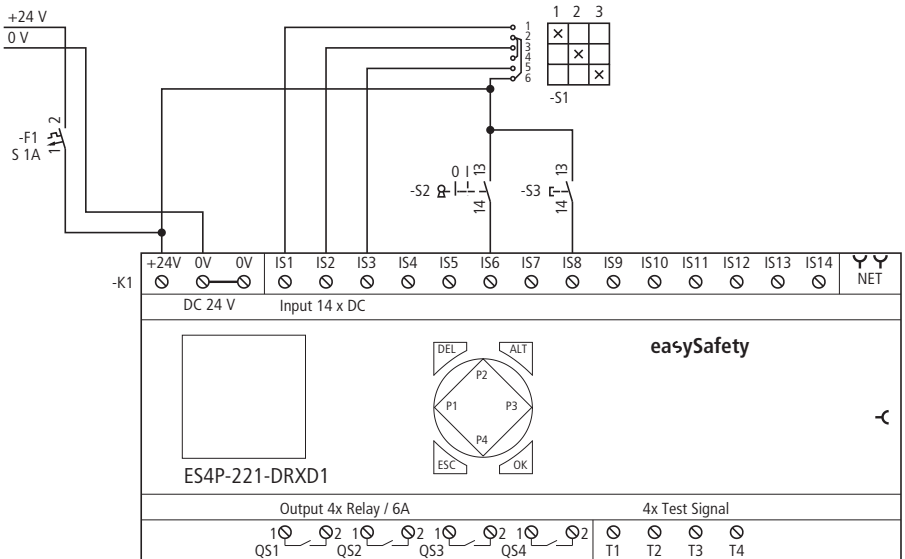 +24 V
0 V
1 2 3
1
2
3
4
5
6
-S1
2
-F1
1
S 1A
0 I
13
-S2
14
13
-S3
14
-K1
+24V 0V 0V IS1 IS2 IS3 IS4 IS5 IS6 IS7 IS8 IS9 IS10 IS11 IS12 IS13 IS14
NET
DC 24 V Input 14 x DC
easySafety
DEL ALT
P2
P1 P3
P4
ESC OK
ES4P-221-DRXD1
Output 4x Relay / 6A 4x Test Signal
1 2 1 2 1 2 1 2
QS1 QS2 QS3 QS4 T1 T2 T3 T4